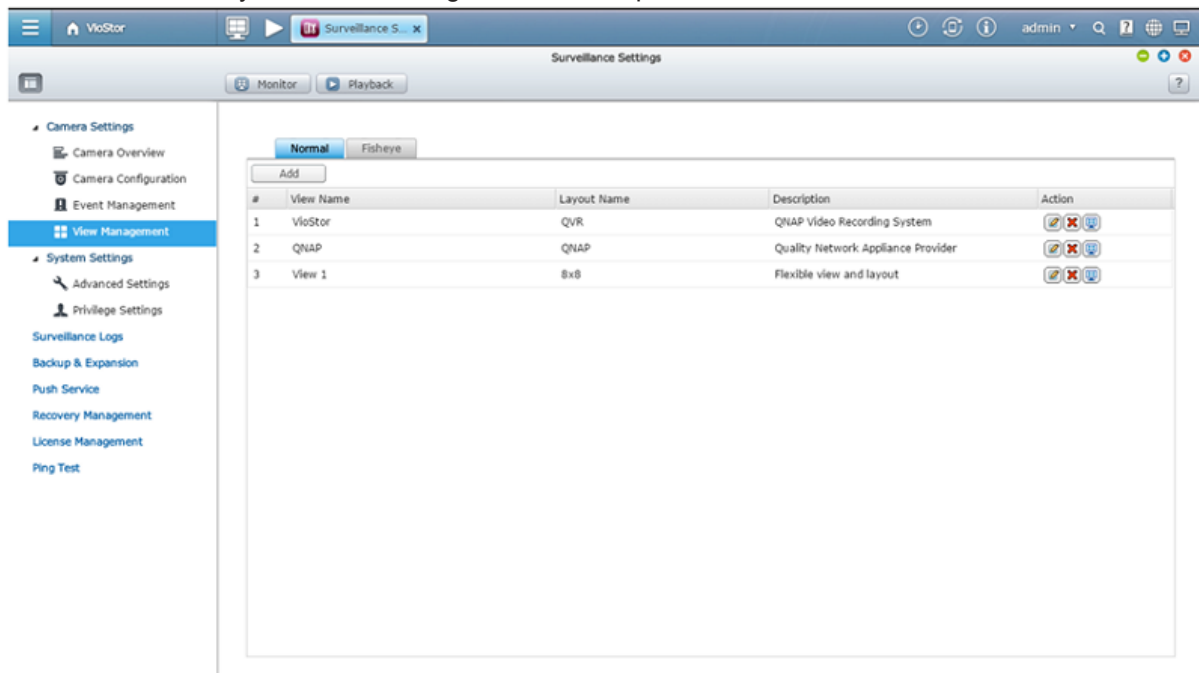 VioStor
Surveillance S...
admin
Surveillance Settings
Monitor
Playback
?
Camera Settings
Camera Overview
Camera Configuration
Event Management
View Management
System Settings
Advanced Settings
Privilege Settings
Surveillance Logs
Backup & Expansion
Push Service
Recovery Management
License Management
Ping Test
Normal Fisheye
Add
# View Name Layout Name Description Action
1 VioStor QVR QNAP Video Recording System
2 QNAP QNAP Quality Network Appliance Provider
3 View 1 8x8 Flexible view and layout